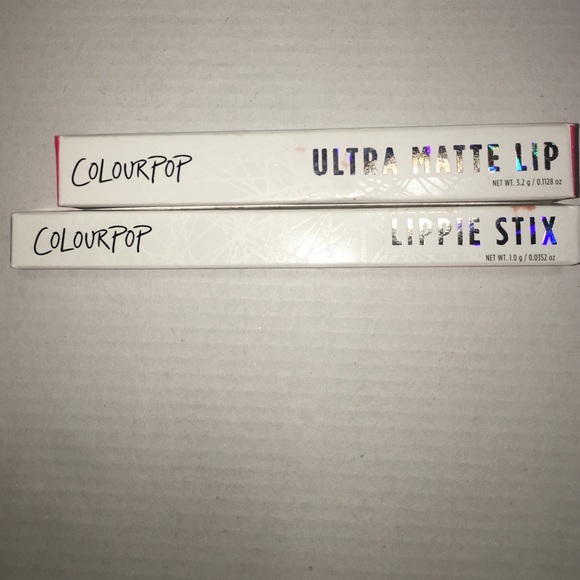 COLOURPOP ULTRA MATTE LIP
NET WT. 3.2 g / 0.1128 oz
COLOURPOP LIPPIE STIX
NET WT. 1.0 g / 0.0352 oz